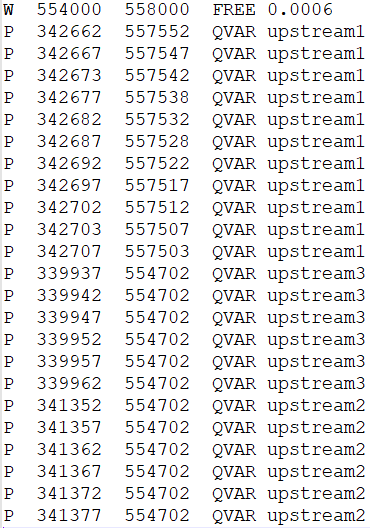 W  554000  558000  FREE 0.0006
P  342662  557552  QVAR upstream1
P  342667  557547  QVAR upstream1
P  342673  557542  QVAR upstream1
P  342677  557538  QVAR upstream1
P  342682  557532  QVAR upstream1
P  342687  557528  QVAR upstream1
P  342692  557522  QVAR upstream1
P  342697  557517  QVAR upstream1
P  342702  557512  QVAR upstream1
P  342703  557507  QVAR upstream1
P  342707  557503  QVAR upstream1
P  339937  554702  QVAR upstream3
P  339942  554702  QVAR upstream3
P  339947  554702  QVAR upstream3
P  339952  554702  QVAR upstream3
P  339957  554702  QVAR upstream3
P  339962  554702  QVAR upstream3
P  341352  554702  QVAR upstream2
P  341357  554702  QVAR upstream2
P  341362  554702  QVAR upstream2
P  341367  554702  QVAR upstream2
P  341372  554702  QVAR upstream2
P  341377  554702  QVAR upstream2